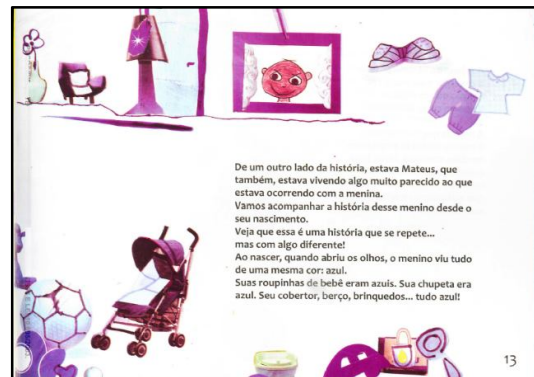 De um outro lado da história, estava Mateus, que
também, estava vivendo algo muito parecido ao que
estava ocorrendo com a menina.
Vamos acompanhar a história desse menino desde o
seu nascimento.
Veja que essa é uma história que se repete...
mas com algo diferente!
Ao nascer, quando abriu os olhos, o menino viu tudo
de uma mesma cor: azul.
Suas roupinhas de bebê eram azuis. Sua chupeta era
azul. Seu cobertor, berço, brinquedos... tudo azul!
13